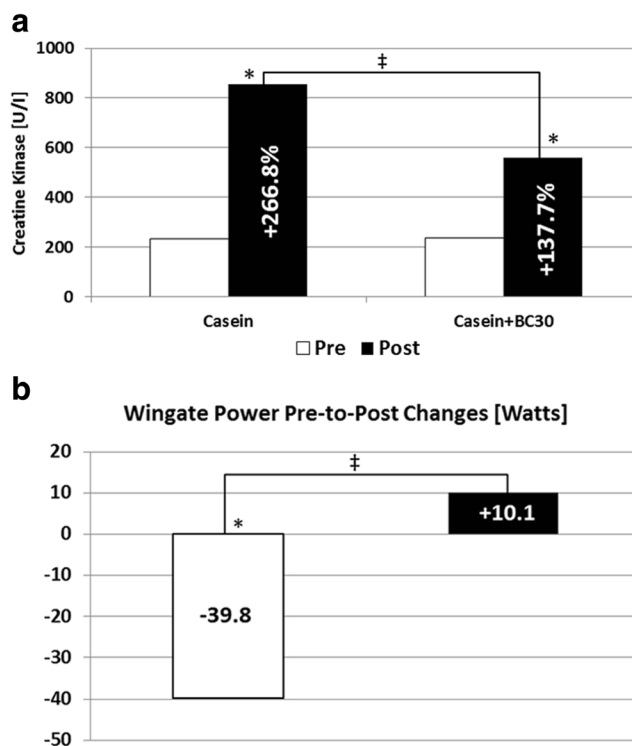 a
1000
‡
*
800
*
600
Creatine Kinase [U/l]
+266.8%
400
+137.7%
200
0
Casein
Casein+BC30
Pre
Post
b
Wingate Power Pre-to-Post Changes [Watts]
20
‡
10
+10.1
*
0
-10
-39.8
-20
-30
-40
-50